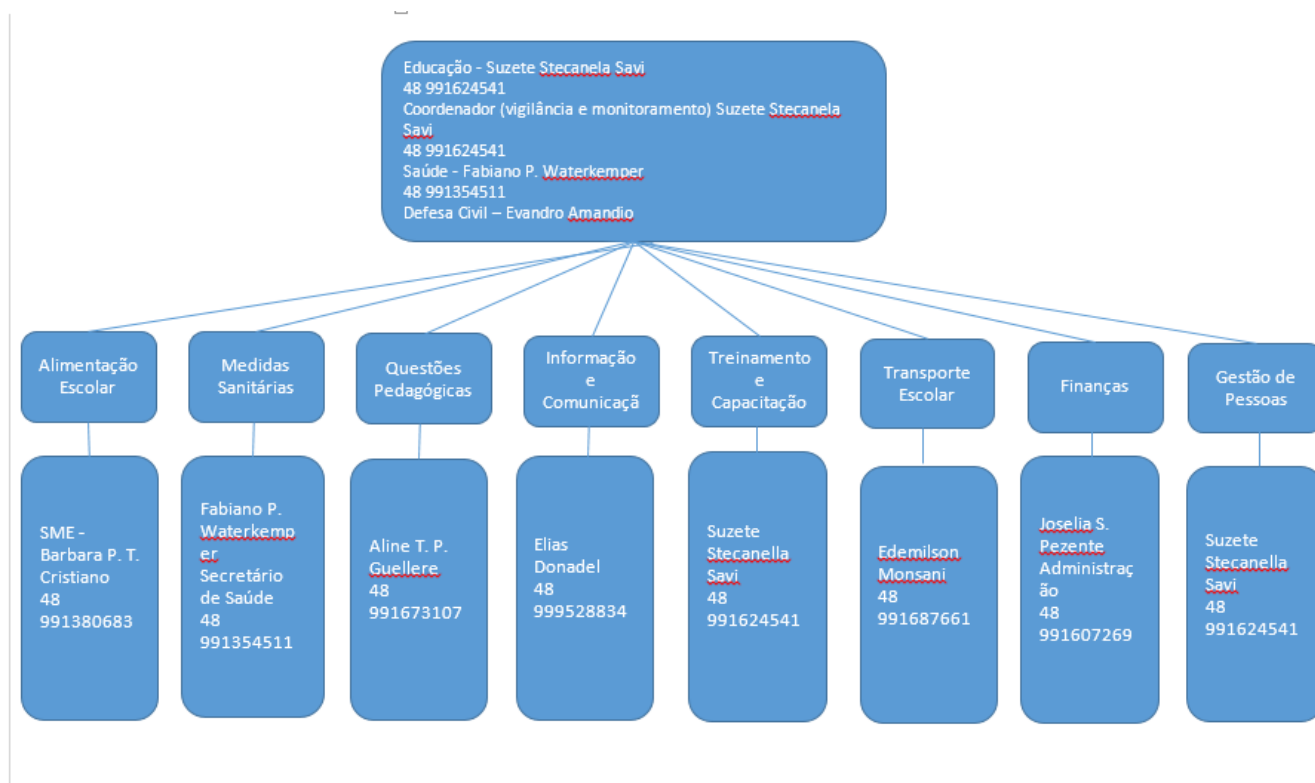 Educação - Suzete Stecanela Savi
48 991624541
Coordenador (vigilância e monitoramento) Suzete Stecanela
Savi
48 991624541
Saúde - Fabiano P. Waterkemper
48 991354511
Defesa Civil – Evandro Amandio
Alimentação
Escolar
Medidas
Sanitárias
Questões
Pedagógicas
Informação
e
Comunicaçã
Treinamento
e
Capacitação
Transporte
Escolar
Finanças
Gestão de
Pessoas
SME -
Barbara P. T.
Cristiano
48
991380683
Fabiano P.
Waterkemp
er
Secretário
de Saúde
48
991354511
Aline T. P.
Guellere
48
991673107
Elias
Donadel
48
999528834
Suzete
Stecanella
Savi
48
991624541
Edemilson
Monsani
48
991687661
Joselia S.
Pezente
Administraç
ão
48
991607269
Suzete
Stecanella
Savi
48
991624541